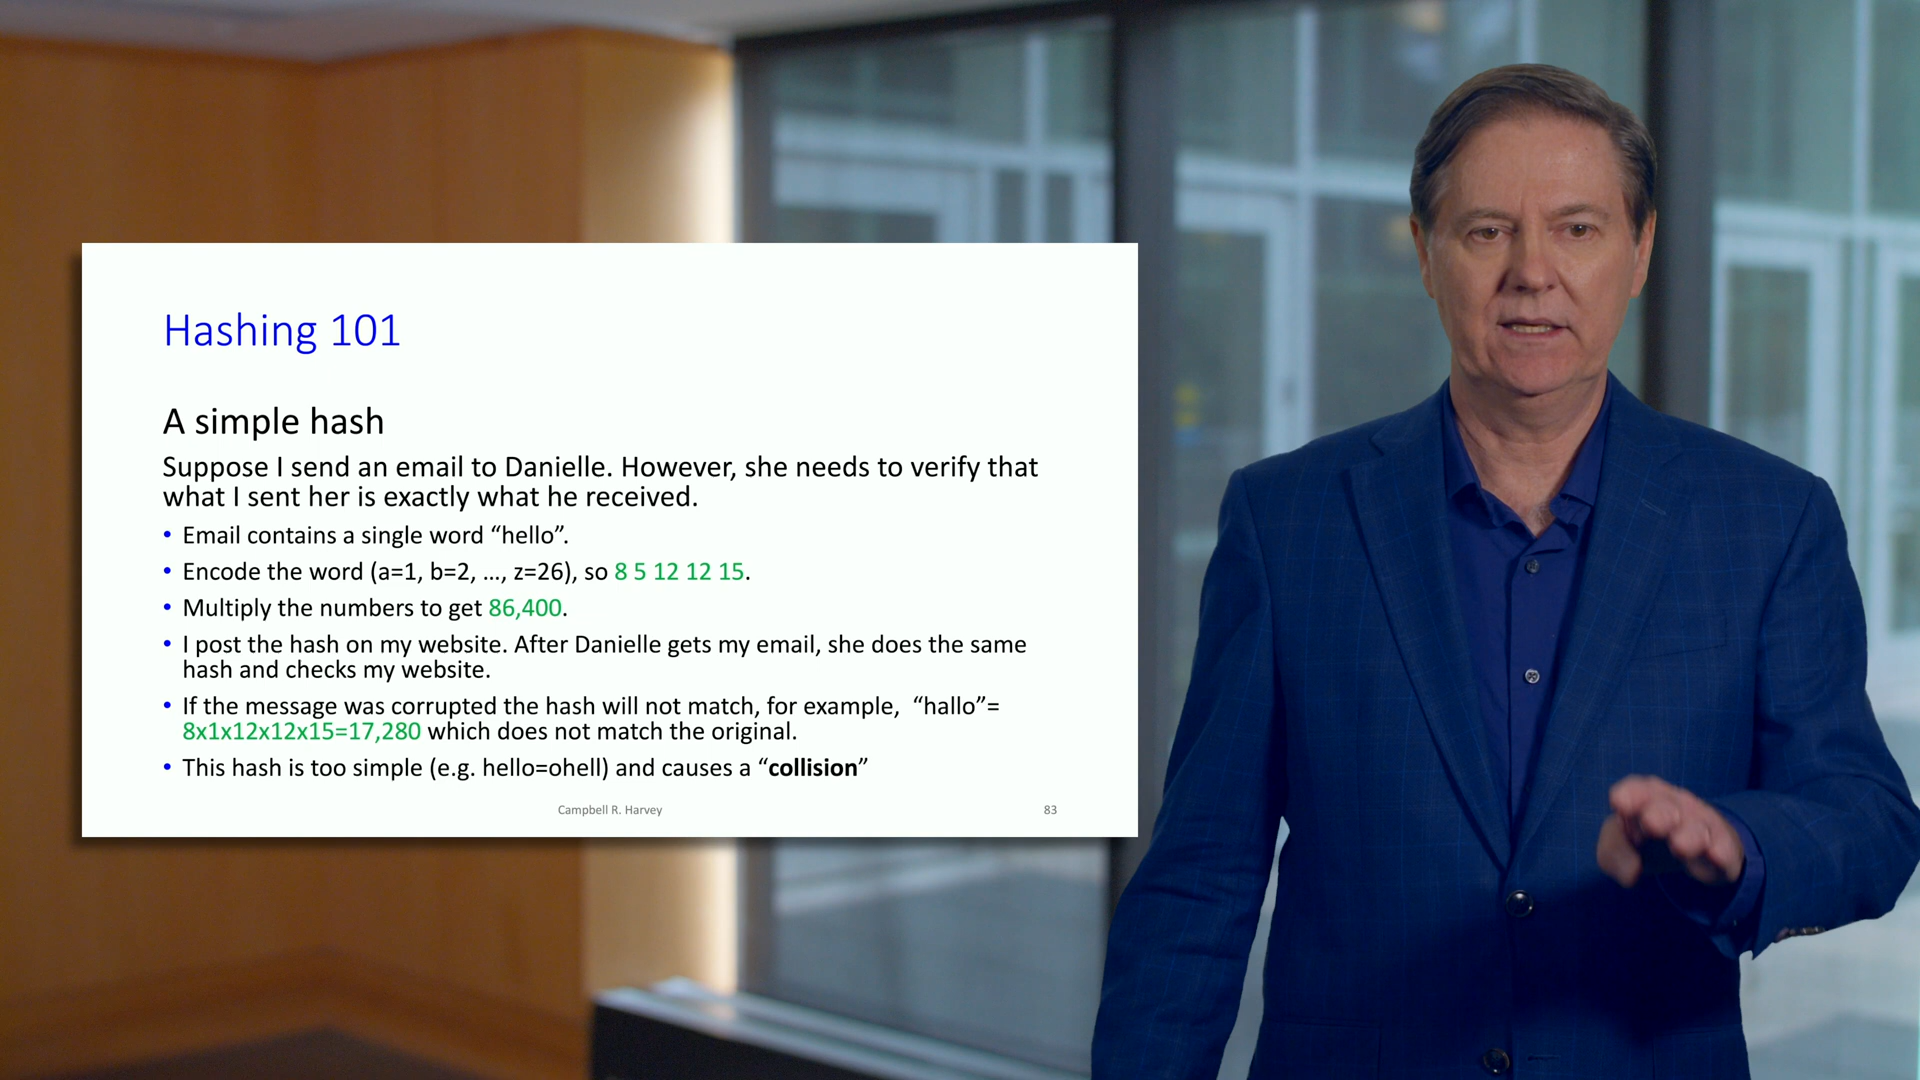 Hashing 101
A simple hash
Suppose I send an email to Danielle. However, she needs to verify that
what I sent her is exactly what he received.
• Email contains a single word “hello”.
• Encode the word (a=1, b=2, …, z=26), so 8 5 12 12 15.
• Multiply the numbers to get 86,400.
• I post the hash on my website. After Danielle gets my email, she does the same
hash and checks my website.
• If the message was corrupted the hash will not match, for example, “hallo”=
8x1x12x12x15=17,280 which does not match the original.
• This hash is too simple (e.g. hello=ohell) and causes a “collision”
Campbell R. Harvey
83